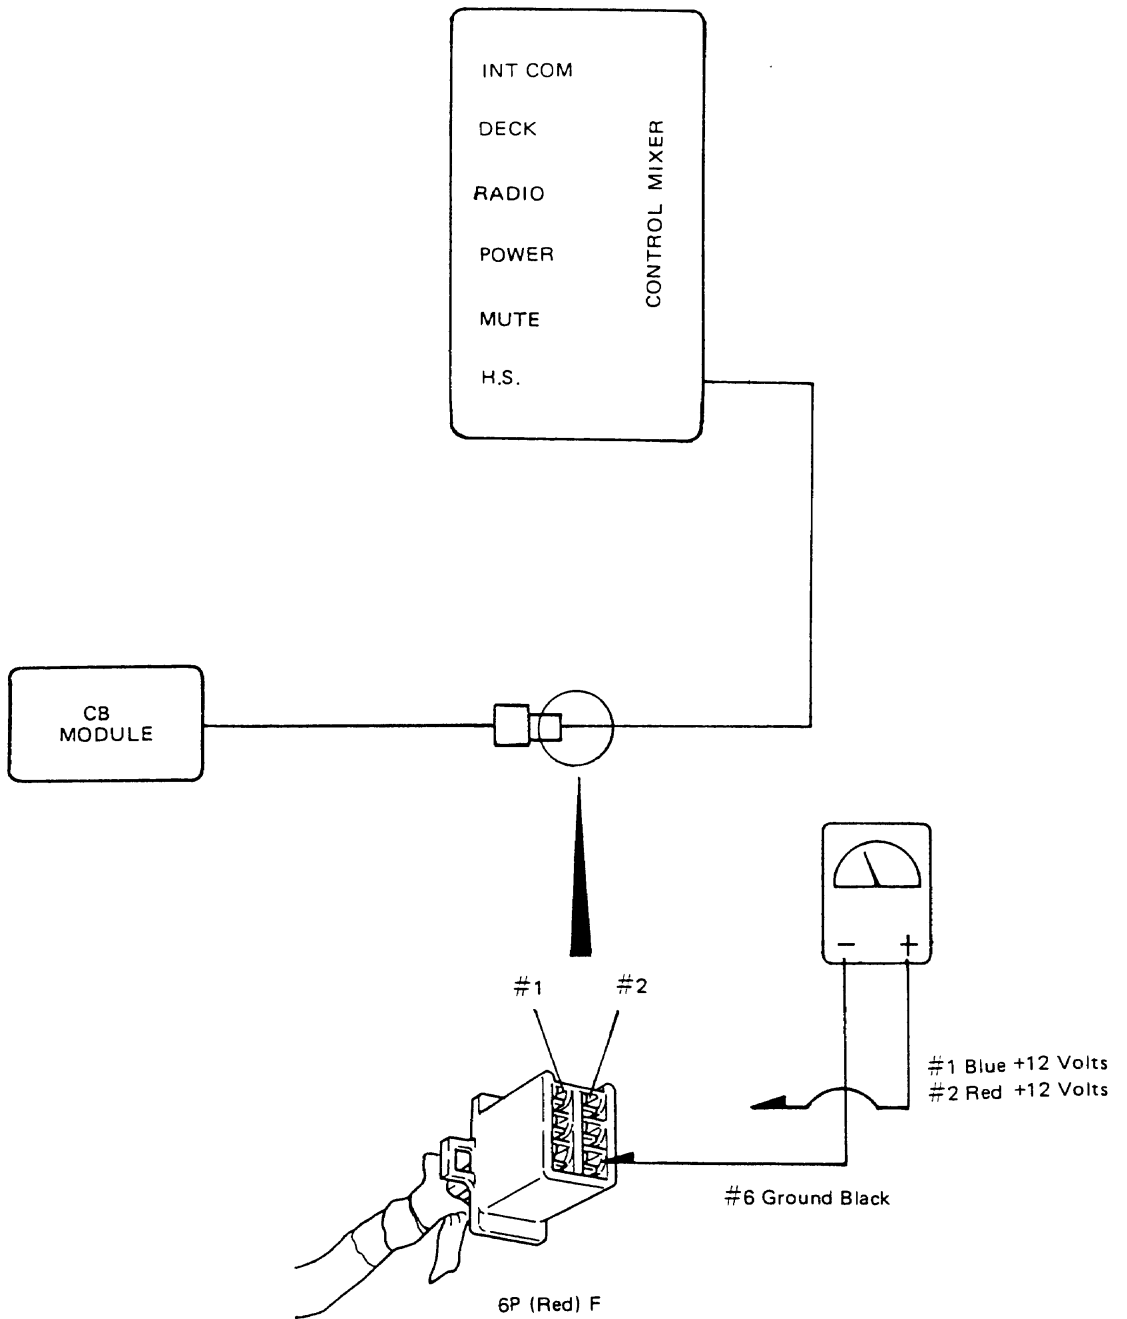 INT COM
DECK
RADIO
POWER
MUTE
H.S.
CONTROL MIXER
CB
MODULE
- +
#1
#2
#1 Blue +12 Volts
#2 Red +12 Volts
#6 Ground Black
6P (Red) F